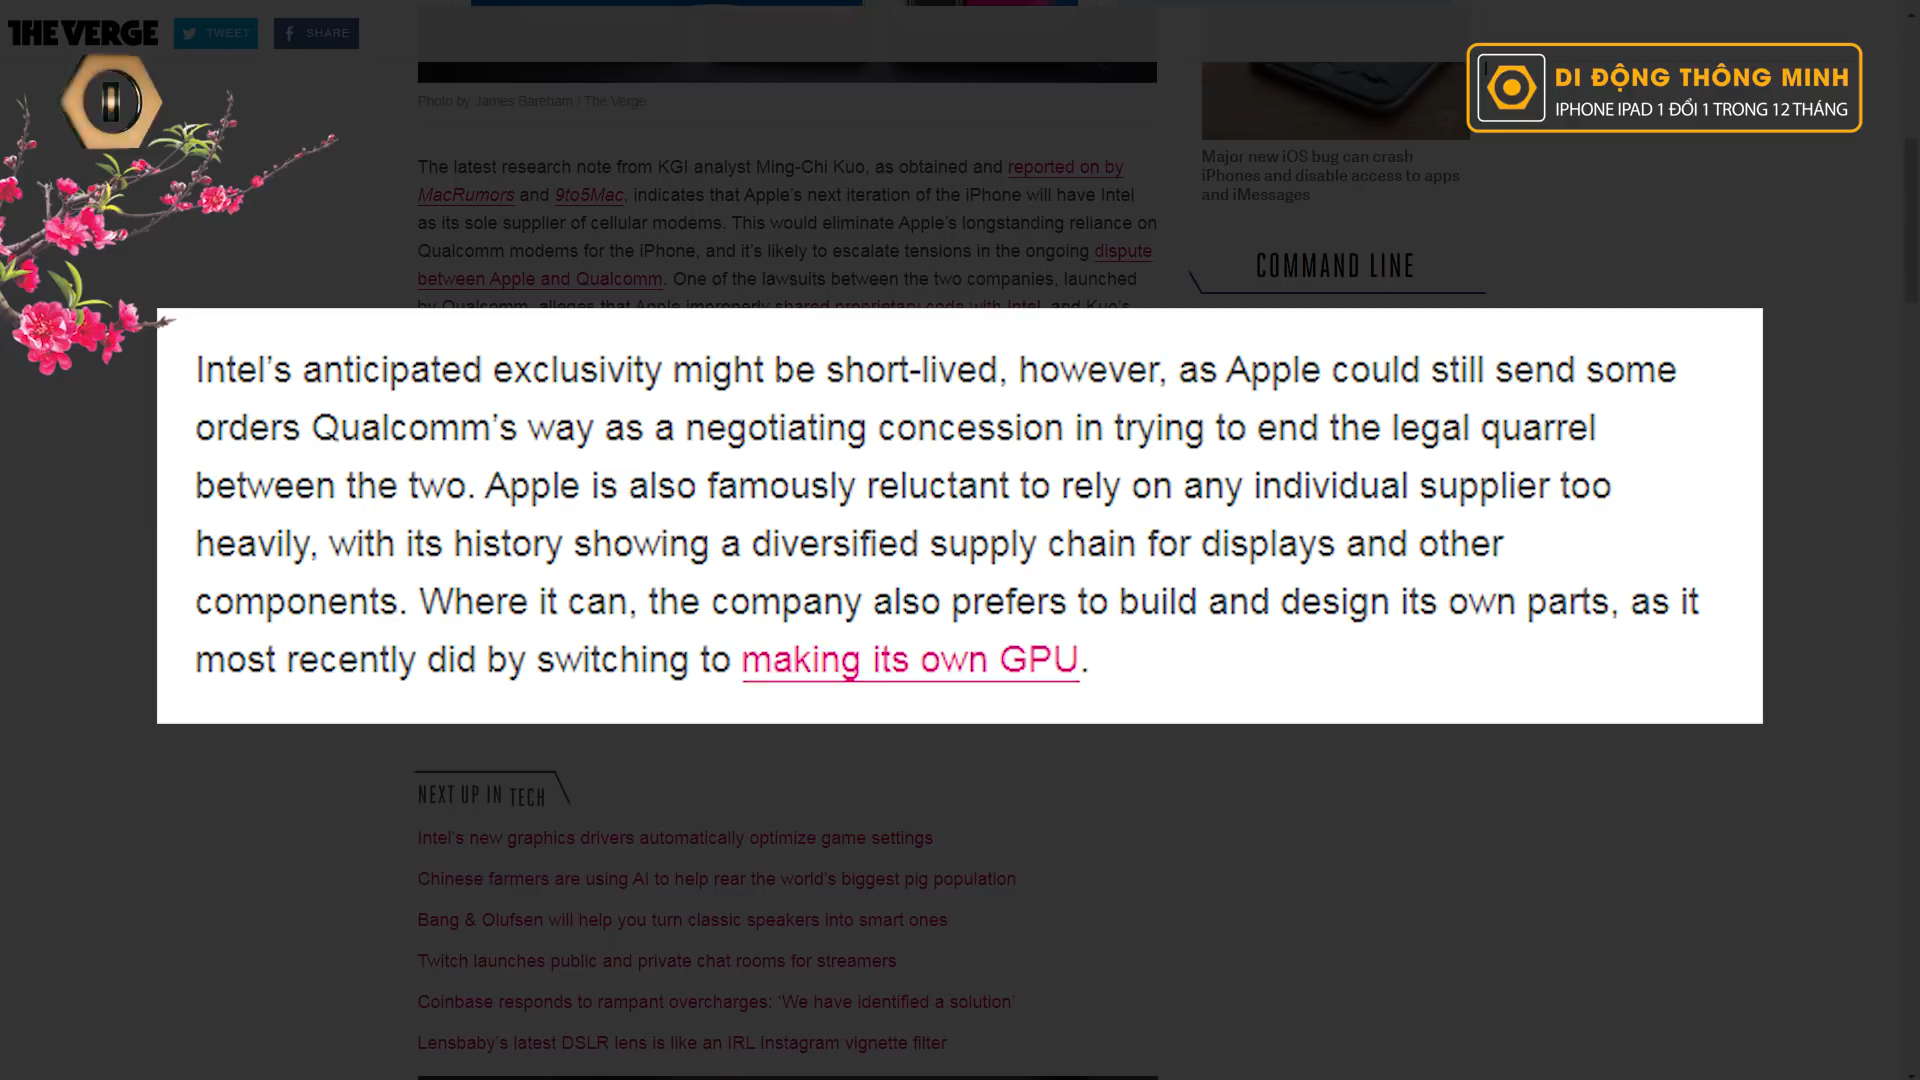 THE VERGE
TWEET
SHARE
DI ĐỘNG THÔNG MINH
IPHONE IPAD 1 ĐỔI 1 TRONG 12 THÁNG
Photo by James Bareham / The Verge
The latest research note from KGI analyst Ming-Chi Kuo, as obtained and reported on by
MacRumors and 9to5Mac, indicates that Apple's next iteration of the iPhone will have Intel
as its sole supplier of cellular modems. This would eliminate Apple's longstanding reliance on
Qualcomm modems for the iPhone, and it's likely to escalate tensions in the ongoing dispute
between Apple and Qualcomm. One of the lawsuits between the two companies, launched
by Qualcomm, alleges that Apple improperly shared proprietary code with Intel, and Kuo's
Major new iOS bug can crash
iPhones and disable access to apps
and iMessages
COMMAND LINE
Intel's anticipated exclusivity might be short-lived, however, as Apple could still send some
orders Qualcomm's way as a negotiating concession in trying to end the legal quarrel
between the two. Apple is also famously reluctant to rely on any individual supplier too
heavily, with its history showing a diversified supply chain for displays and other
components. Where it can, the company also prefers to build and design its own parts, as it
most recently did by switching to making its own GPU.
NEXT UP IN TECH
Intel's new graphics drivers automatically optimize game settings
Chinese farmers are using AI to help rear the world's biggest pig population
Bang & Olufsen will help you turn classic speakers into smart ones
Twitch launches public and private chat rooms for streamers
Coinbase responds to rampant overcharges: 'We have identified a solution'
Lensbaby's latest DSLR lens is like an IRL Instagram vignette filter